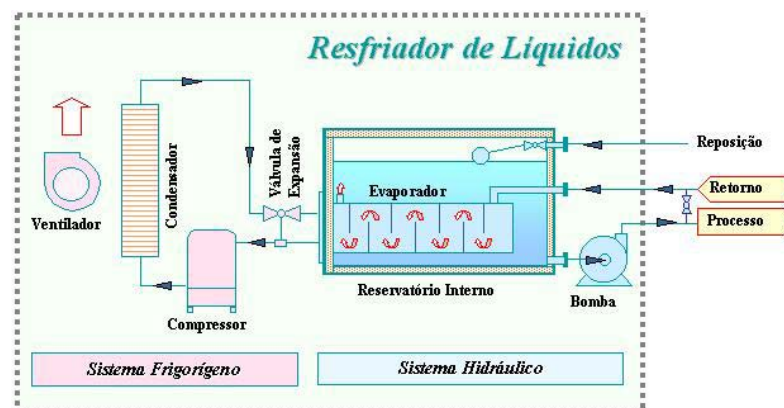 Resfriador de Líquidos
Ventilador
Condensador
Válvula de
Expansão
Compressor
Evaporador
Reservatório Interno
Bomba
Reposição
Retorno
Processo
Sistema Frigorígeno
Sistema Hidráulico